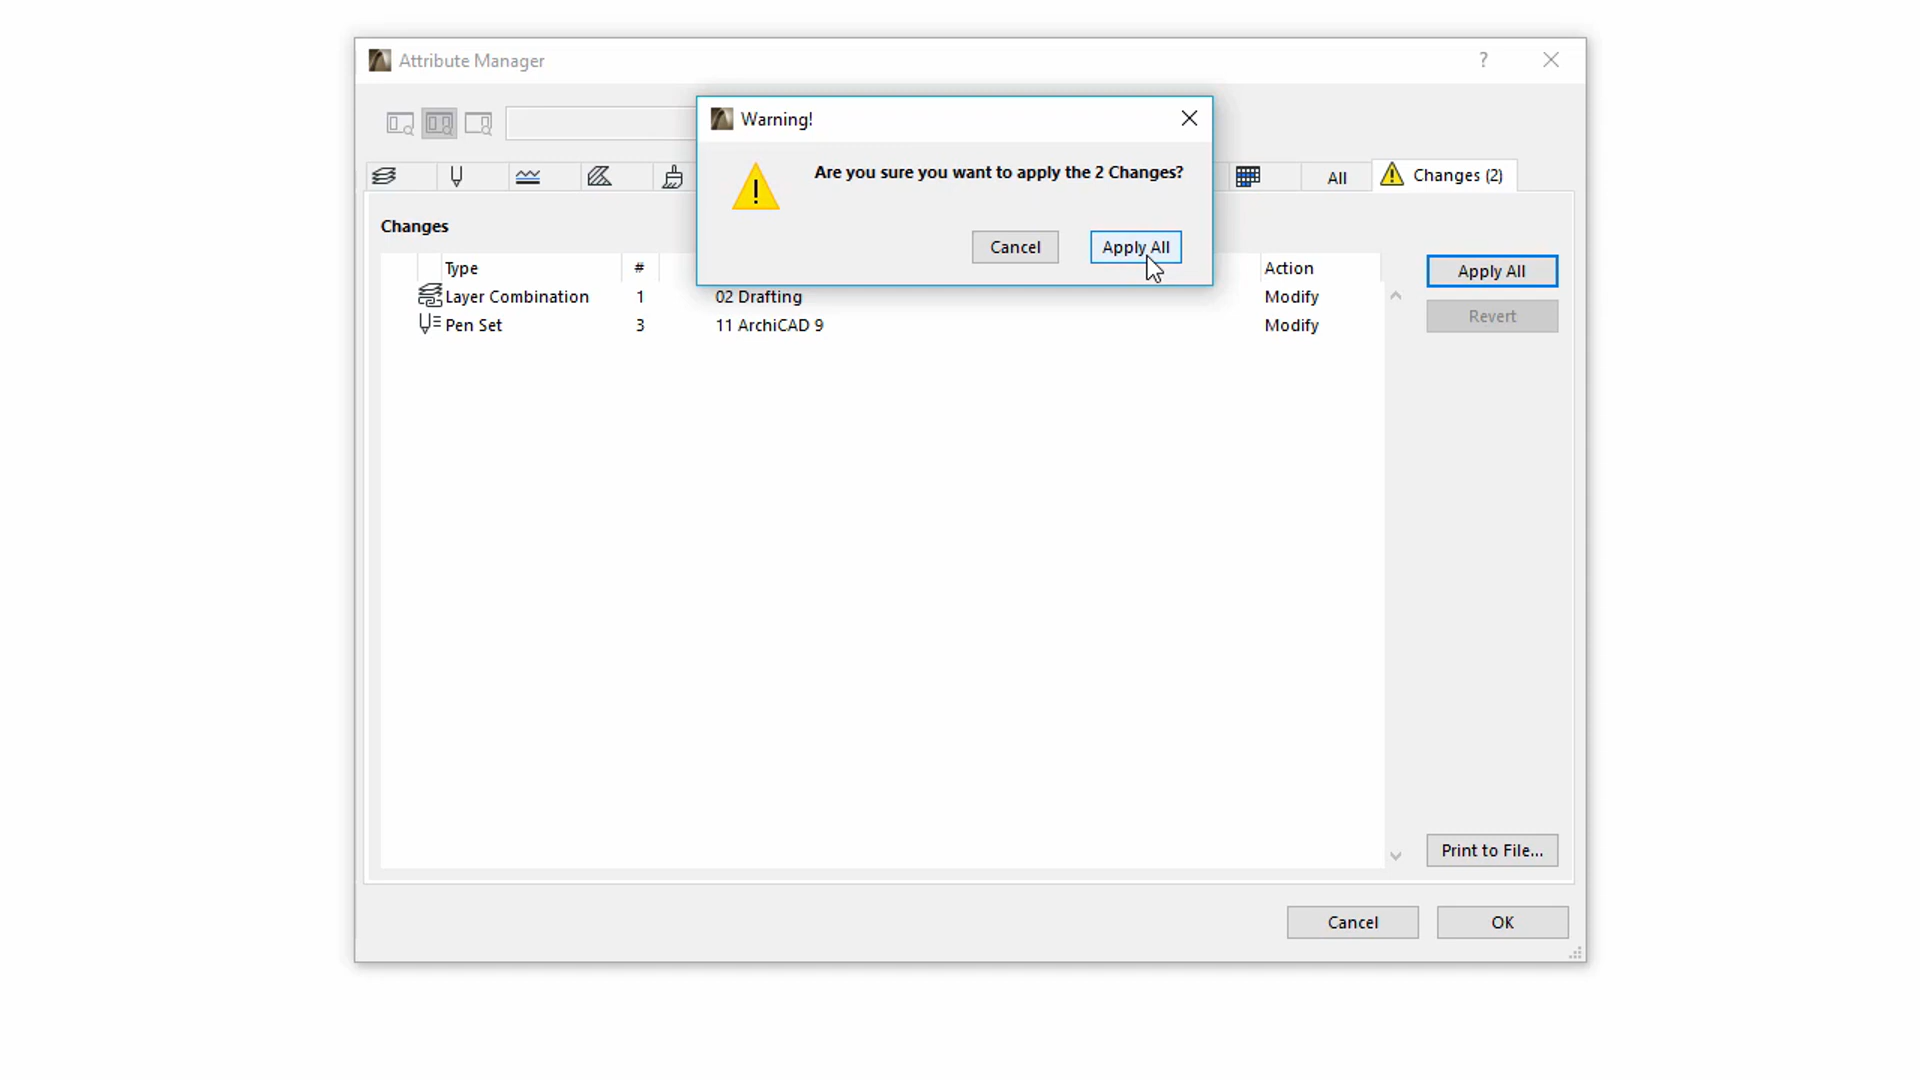 Attribute Manager
?
Warning!
Are you sure you want to apply the 2 Changes?
Cancel
Apply All
All
Changes (2)
Changes
Type # Action
Layer Combination 1 02 Drafting Modify
Pen Set 3 11 ArchiCAD 9 Modify
Apply All
Revert
Print to File...
Cancel
OK